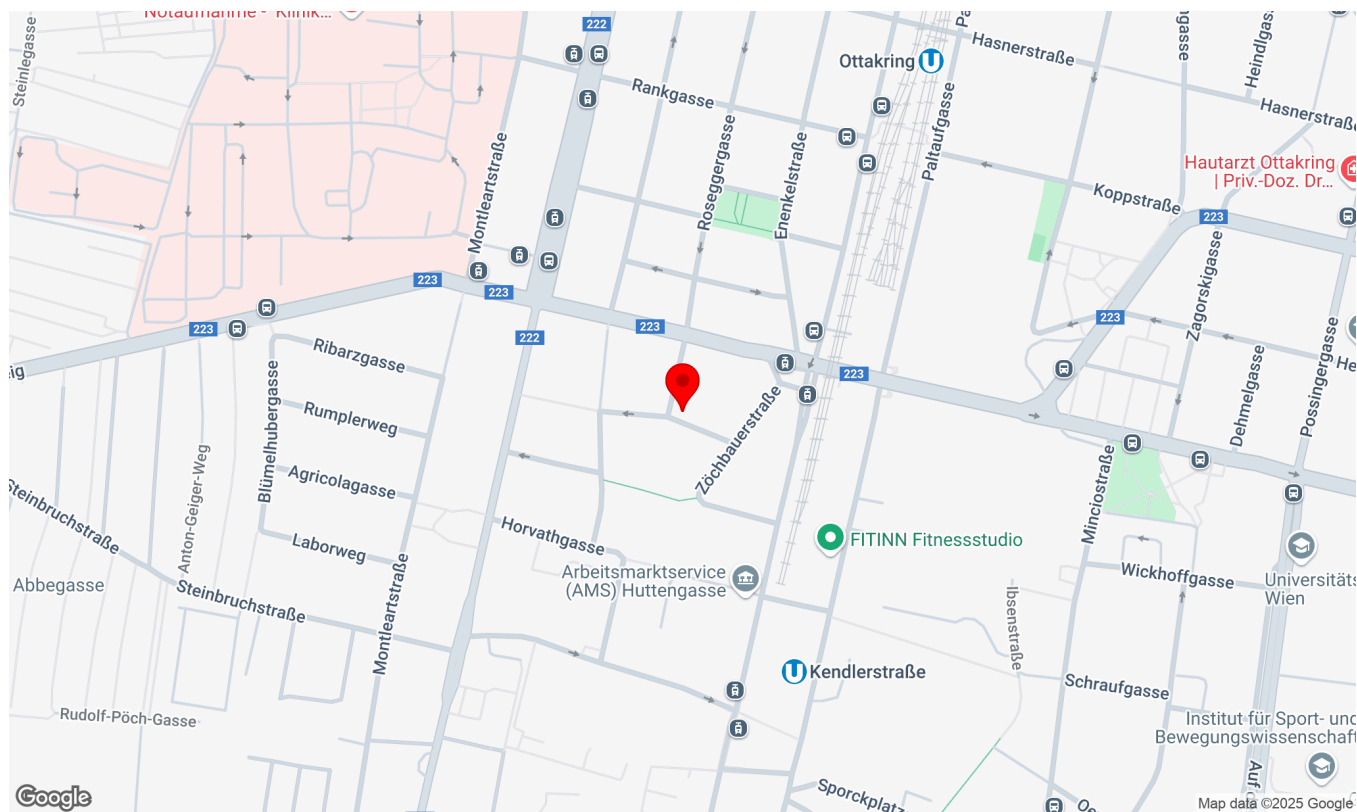 Notaufnahme - Klinik...
222
Steinlegasse
Ottakring
Hasnerstraße
Heindlgasse
Hasnerstraße
Rankgasse
Roseggergasse
Enenkelstraße
Paltaufgasse
Montleartstraße
Hautarzt Ottakring
| Priv.-Doz. Dr...
Koppstraße
223
223
223
223
223
222
223
223
Zagorskigasse
Possingergasse
Dehmelgasse
Ribarzgasse
Rumplerweg
Agricolagasse
Laborweg
Blümelhubergasse
Anton-Geiger-Weg
Steinbruchstraße
Steinbruchstraße
Abbegasse
Montleartstraße
Rudolf-Pöch-Gasse
Zöchbauerstraße
Horvathgasse
Arbeitsmarktservice
(AMS) Huttengasse
FITINN Fitnessstudio
Kendlerstraße
Minciostraße
Ibsenstraße
Wickhoffgasse
Schraufgasse
Universitäts
Wien
Institut für Sport- und
Bewegungswissenschaft
Sporckplatz
Auf
Google
Map data ©2025 Google